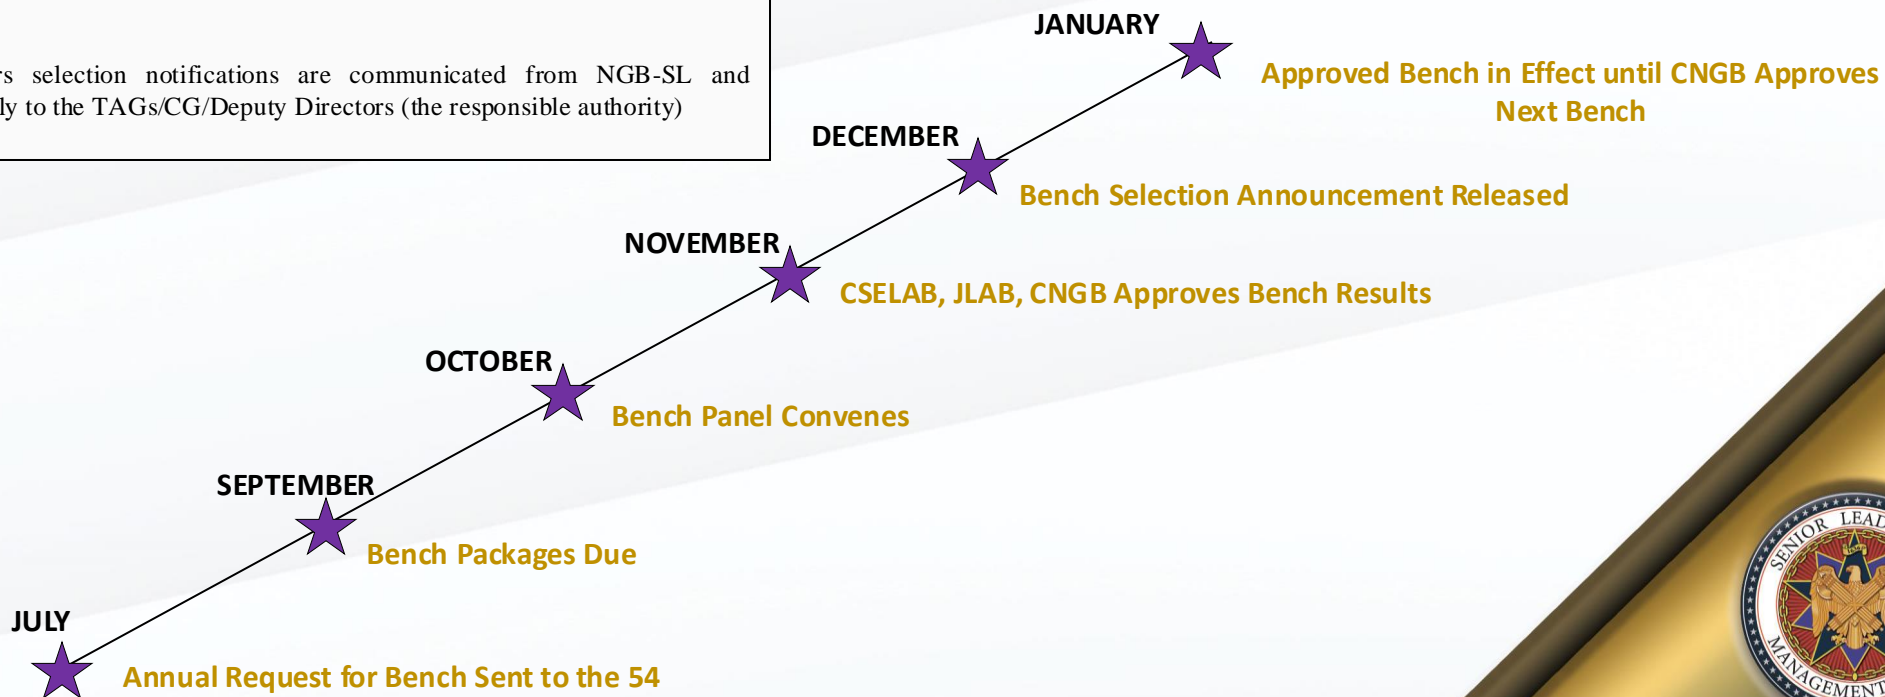 selection notifications are communicated from NGB-SL and
to the TAGs/CG/Deputy Directors (the responsible authority)
JANUARY
Approved Bench in Effect until CNGB Approves
Next Bench
DECEMBER
Bench Selection Announcement Released
NOVEMBER
CSELAB, JLAB, CNGB Approves Bench Results
OCTOBER
Bench Panel Convenes
SEPTEMBER
Bench Packages Due
JULY
Annual Request for Bench Sent to the 54
SENIOR
MANAGEMENT